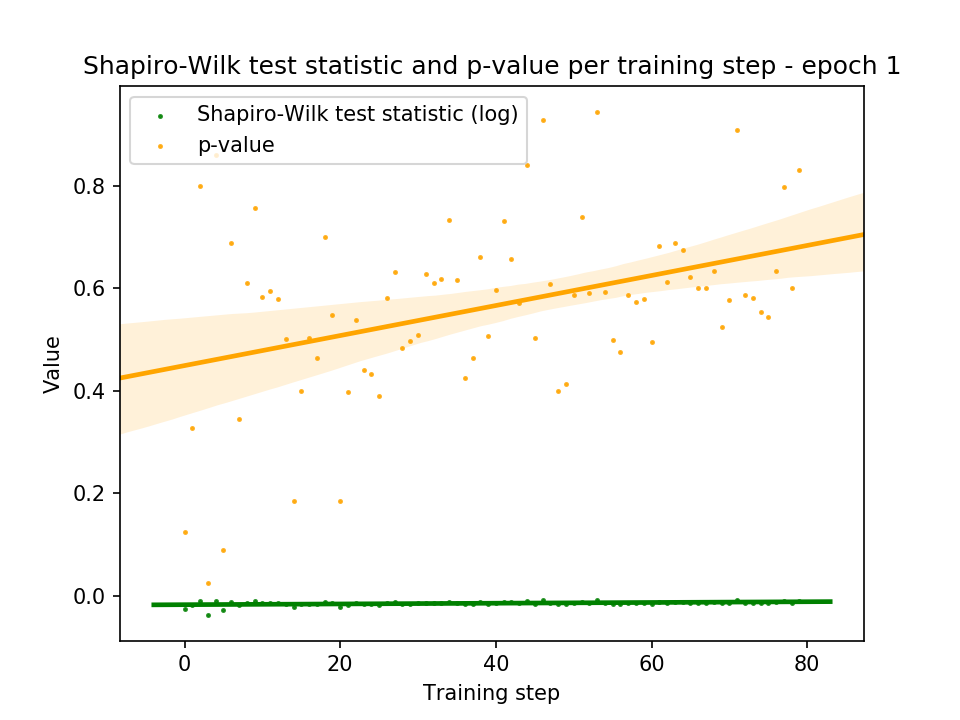 Shapiro-Wilk test statistic and p-value per training step - epoch 1
Shapiro-Wilk test statistic (log)
p-value
Value
0.8
0.6
0.4
0.2
0.0
0 20 40 60 80
Training step